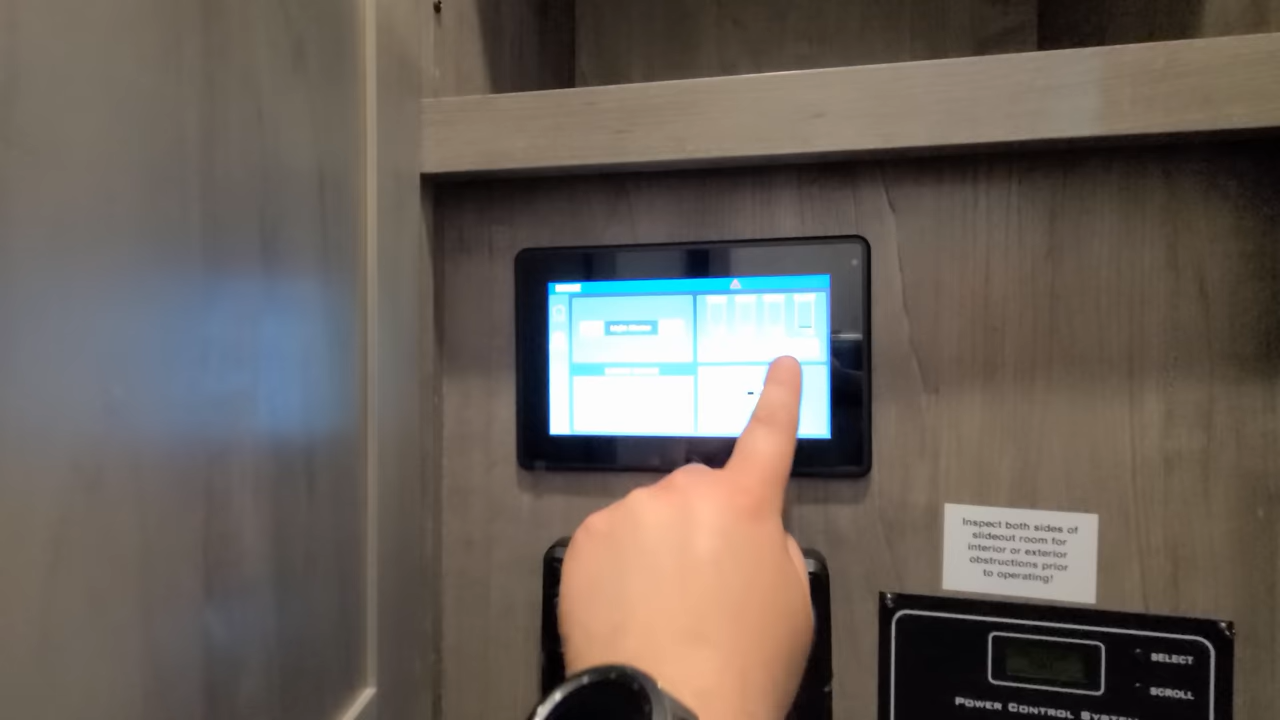 Inspect both sides of
slideout room for
interior or exterior
obstructions prior
to operating!
SELECT
SCROLL
POWER CONTROL SYSTEM